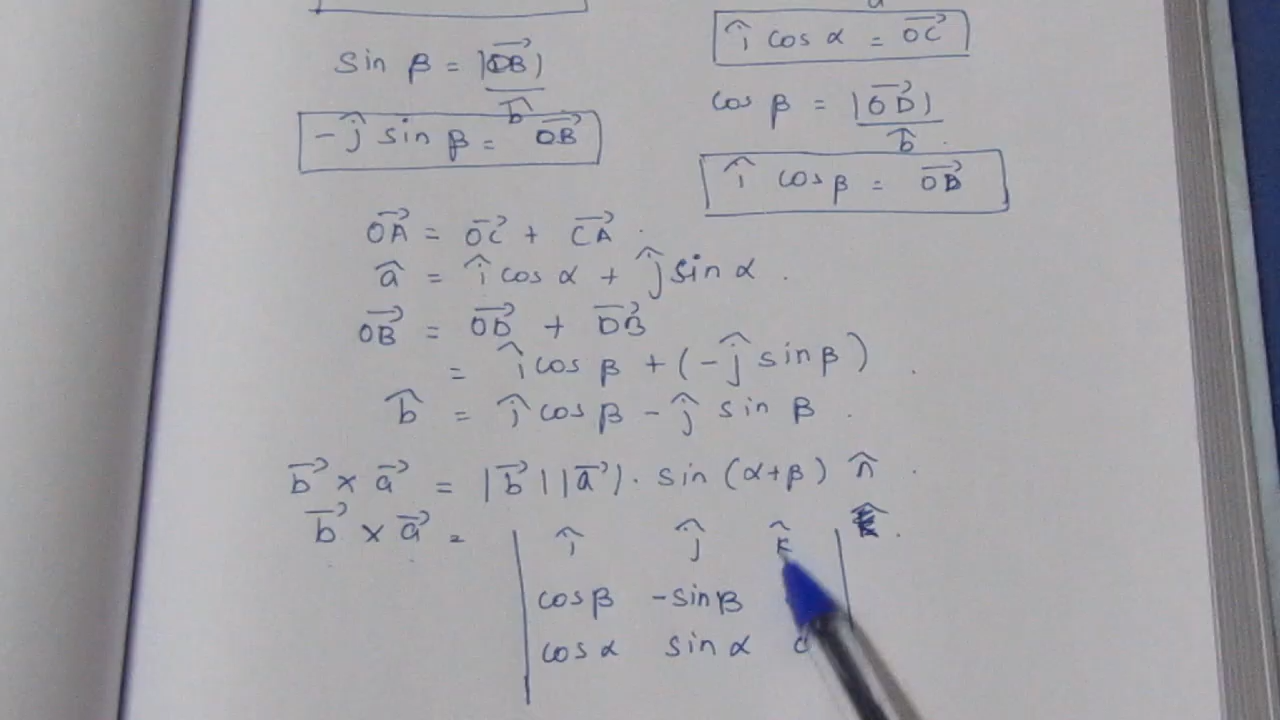 sin β = |OB→|
b̂
-ĵ sin β = OB→
î cos α = OC→
cos β = |OD→|
b̂
î cos β = OD→
OA→ = OC→ + CA→
â = î cos α + ĵ sin α .
OB→ = OD→ + DB→
= î cos β + (-ĵ sin β) .
b̂ = î cos β - ĵ sin β .
b→ × a→ = |b→| |a→| . sin (α+β) n̂ .
b→ × a→ = | î ĵ k̂ | k̂ .
cos β -sin β
cos α sin α